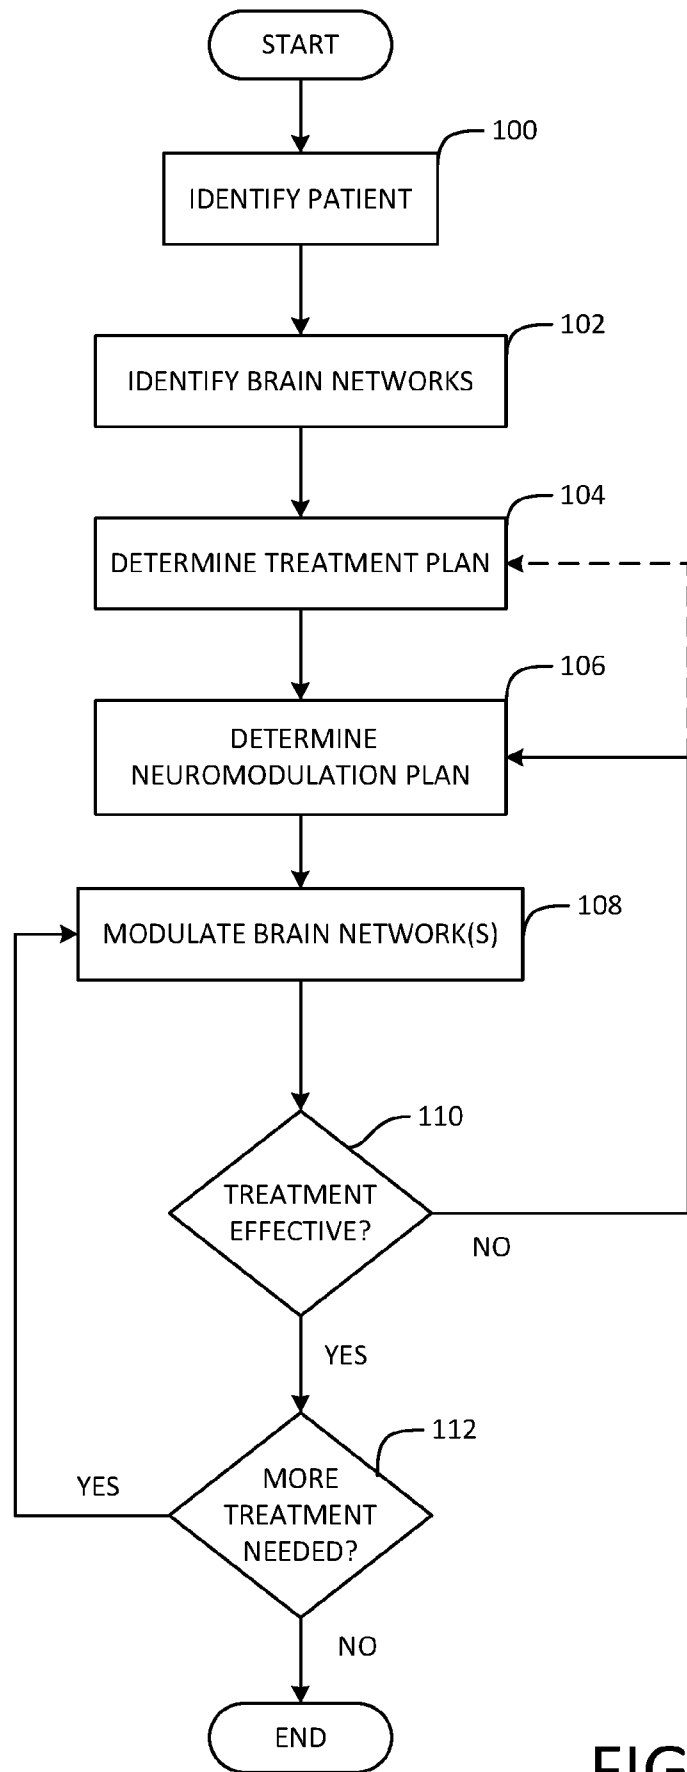 START
100
IDENTIFY PATIENT
102
IDENTIFY BRAIN NETWORKS
104
DETERMINE TREATMENT PLAN
106
DETERMINE
NEUROMODULATION PLAN
108
MODULATE BRAIN NETWORK(S)
110
TREATMENT
EFFECTIVE?
NO
YES
112
MORE
TREATMENT
NEEDED?
YES
NO
END
FIG